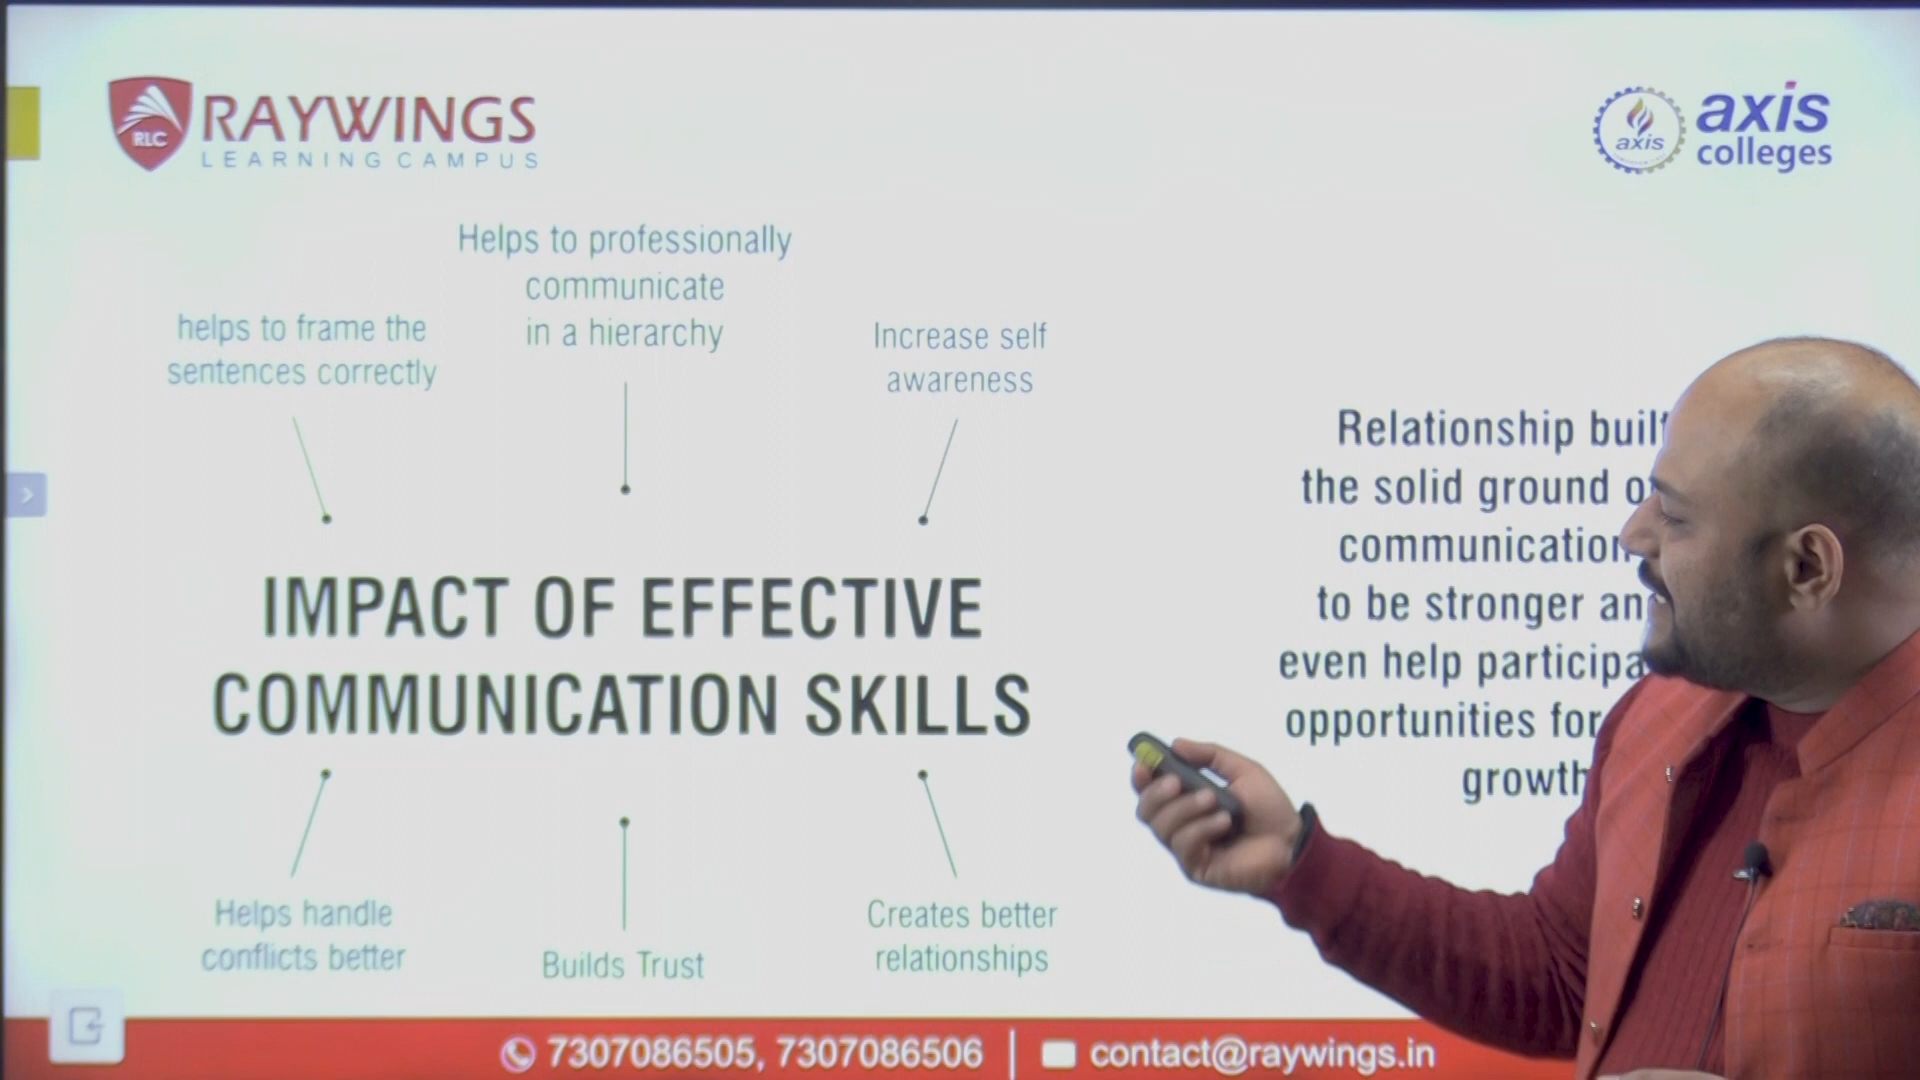 RLC
RAYWINGS
LEARNING CAMPUS
axis
axis
colleges
Helps to professionally
communicate
in a hierarchy
helps to frame the
sentences correctly
Increase self
awareness
IMPACT OF EFFECTIVE
COMMUNICATION SKILLS
Helps handle
conflicts better
Builds Trust
Creates better
relationships
Relationship built
the solid ground
communication
to be stronger
even help
opportunities for
growth
7307086505, 7307086506
contact@raywings.in